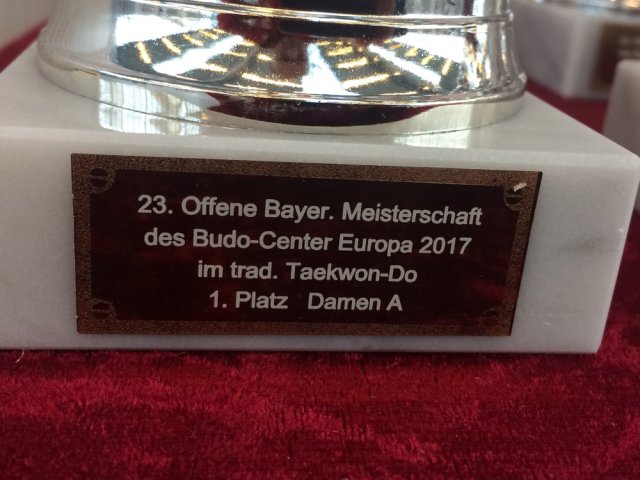 23. Offene Bayer. Meisterschaft
des Budo-Center Europa 2017
im trad. Taekwon-Do
1. Platz Damen A